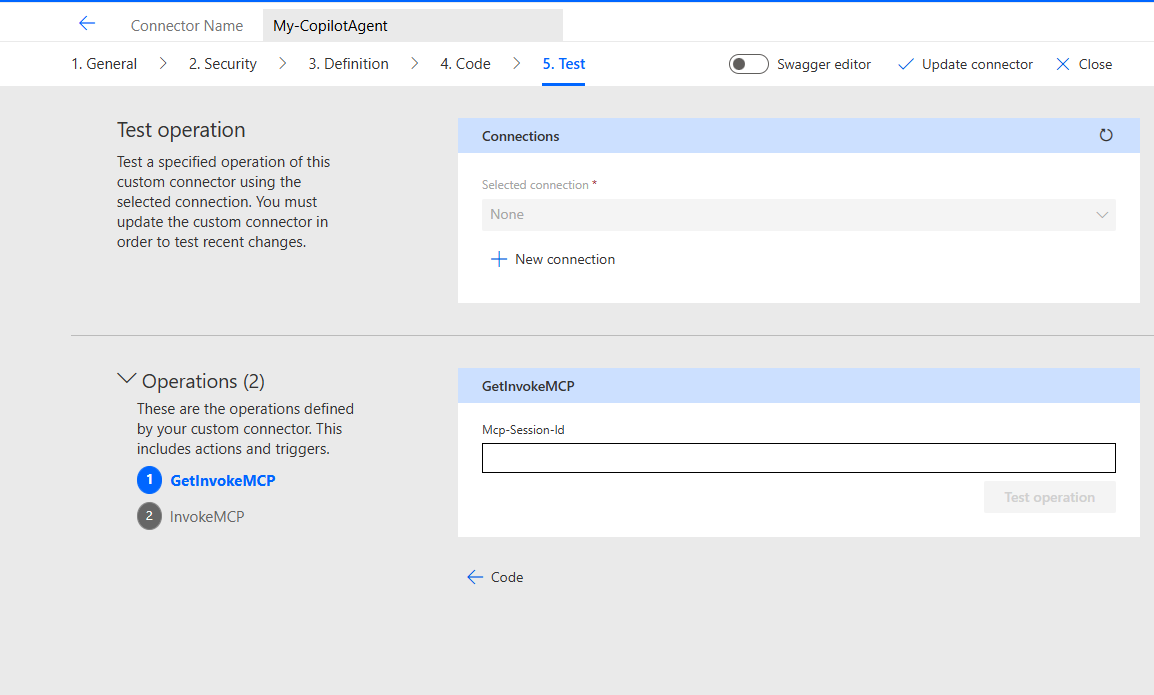 Connector Name My-CopilotAgent
1. General 2. Security 3. Definition 4. Code 5. Test Swagger editor Update connector Close
Test operation
Test a specified operation of this
custom connector using the
selected connection. You must
update the custom connector in
order to test recent changes.
Connections
Selected connection *
None
New connection
Operations (2)
These are the operations defined
by your custom connector. This
includes actions and triggers.
1 GetInvokeMCP
2 InvokeMCP
GetInvokeMCP
Mcp-Session-Id
Test operation
Code